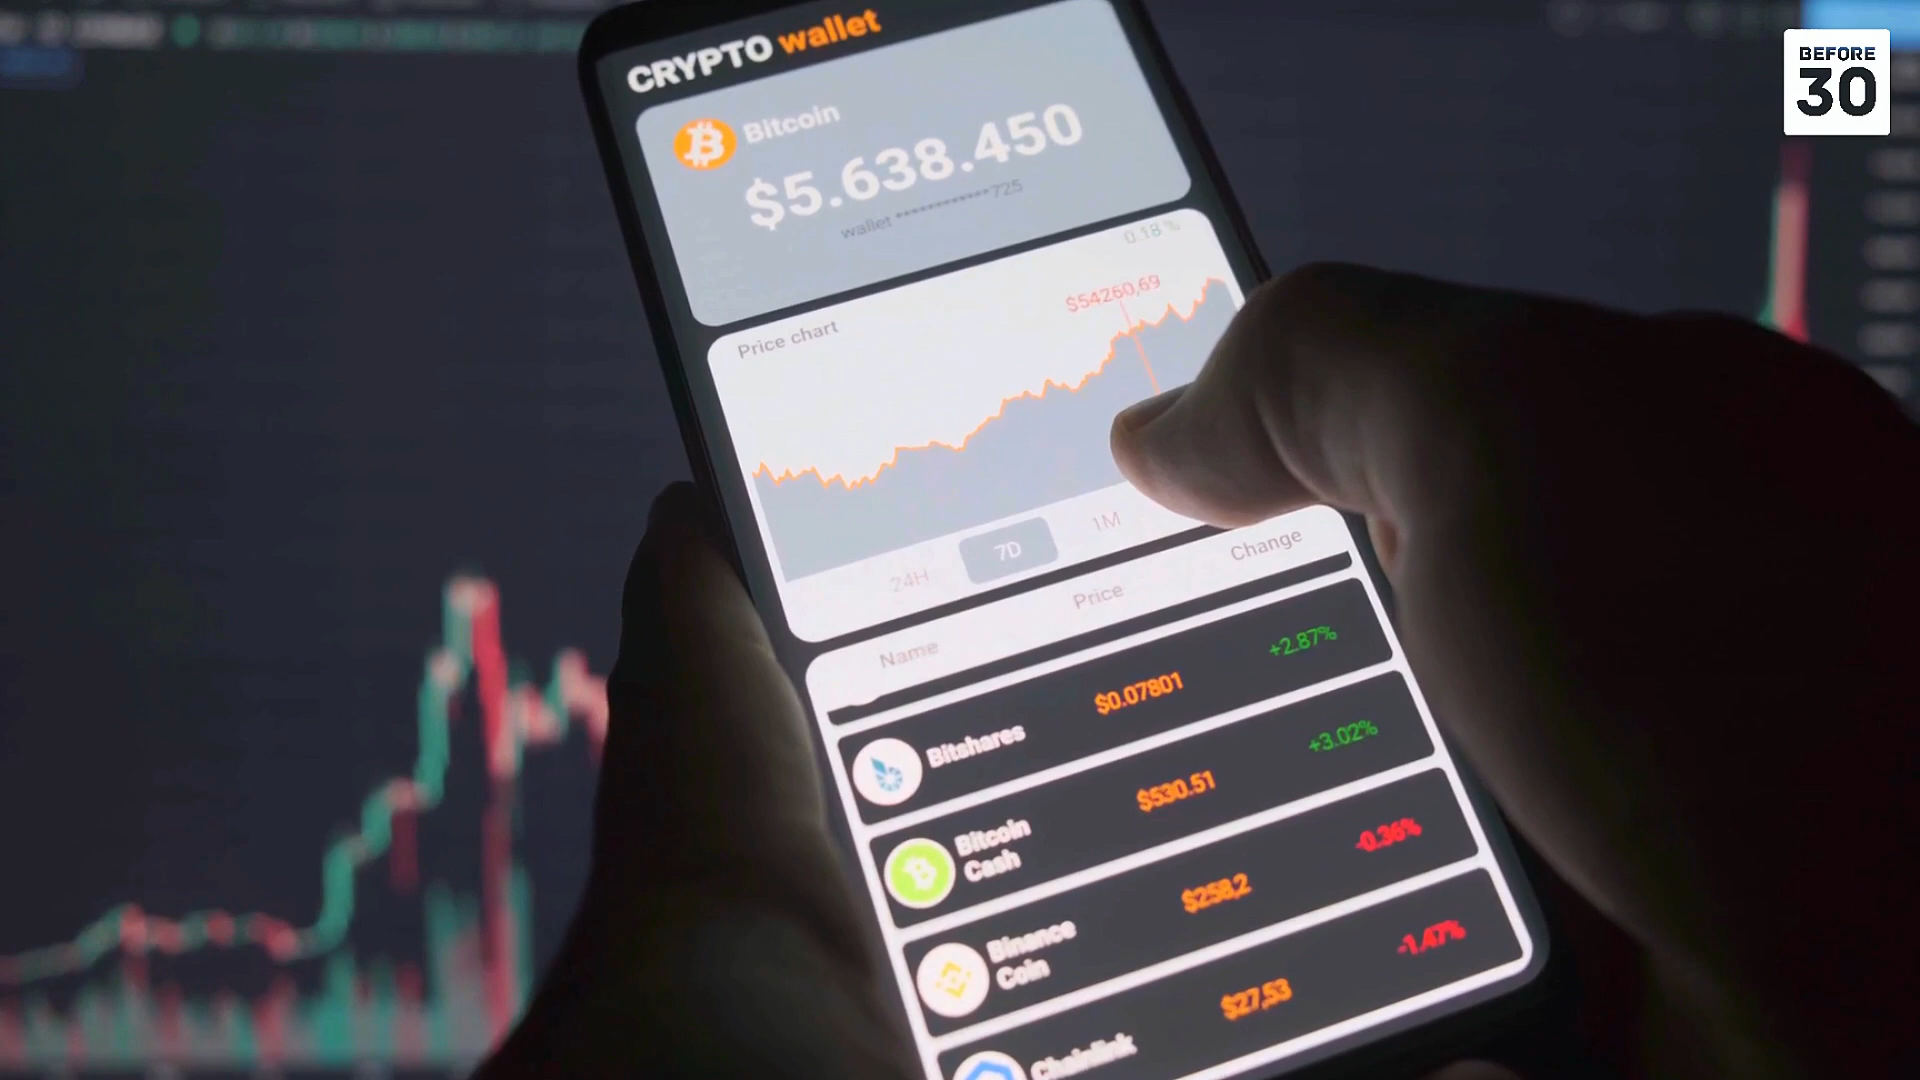 CRYPTO wallet
BEFORE
30
Bitcoin
$5.638.450
wallet ************725
0.18 %
Price chart
$54260,69
24H 7D 1M
Name Price Change
Bitshares $0.07801 +2.87%
Bitcoin
Cash
$530.51 +3.02%
Binance
Coin
$258,2 -0.36%
Chainlink $27,53 -1.47%